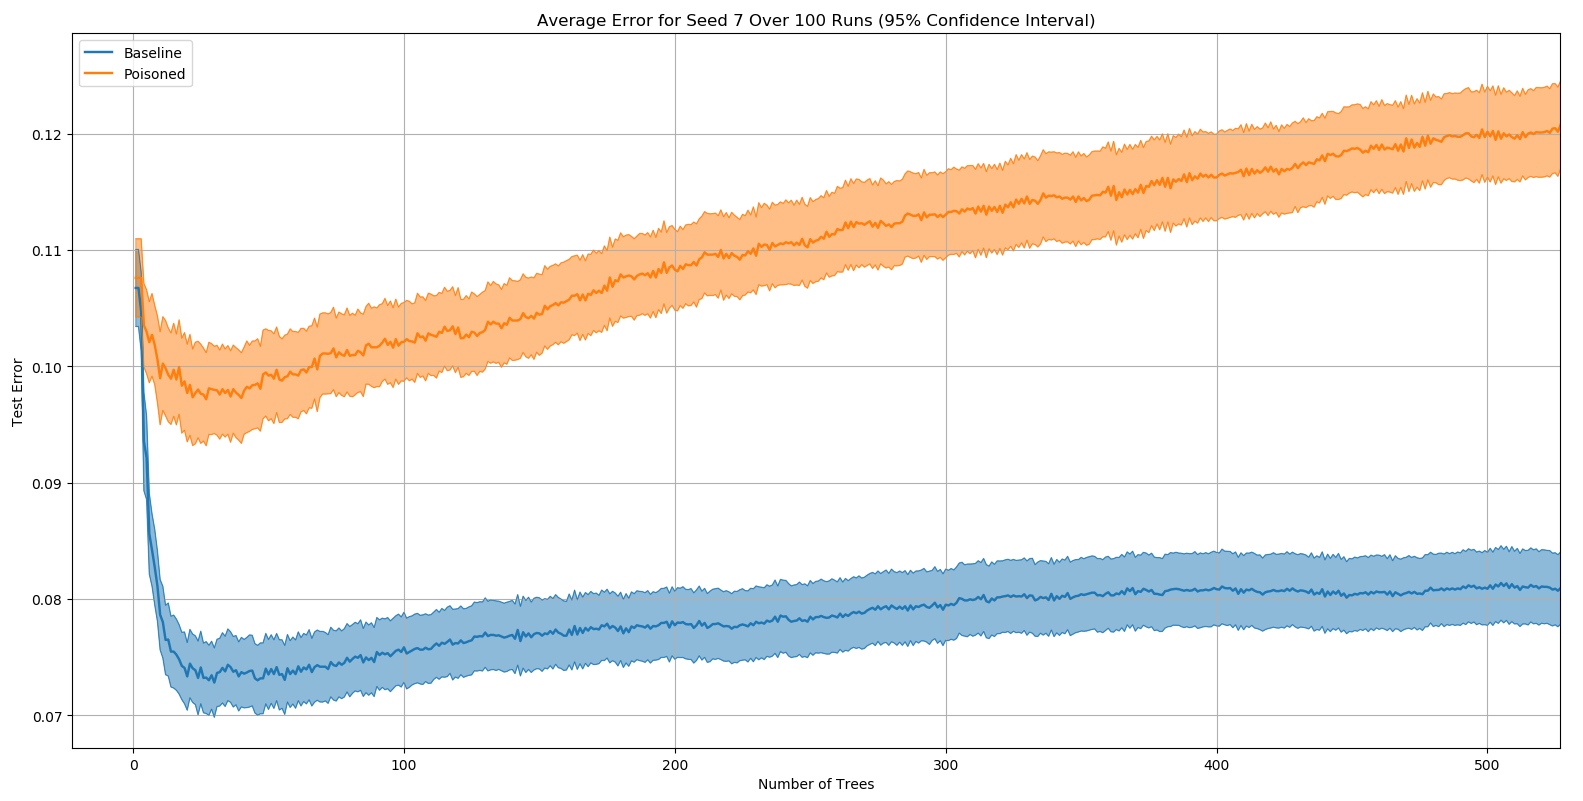 Average Error for Seed 7 Over 100 Runs (95% Confidence Interval)
Baseline
Poisoned
0.12
0.11
0.10
0.09
0.08
0.07
Test Error
0 100 200 300 400 500
Number of Trees